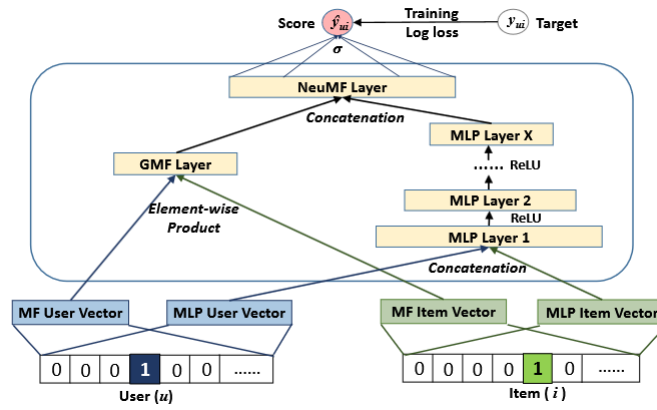 Score ŷui Training yui Target
Log loss
σ
NeuMF Layer
Concatenation
MLP Layer X
GMF Layer
...... ReLU
MLP Layer 2
Element-wise
Product
ReLU
MLP Layer 1
Concatenation
MF User Vector MLP User Vector MF Item Vector MLP Item Vector
0 0 0 1 0 0 ...... 0 0 0 0 1 0 ......
User (u) Item ( i )